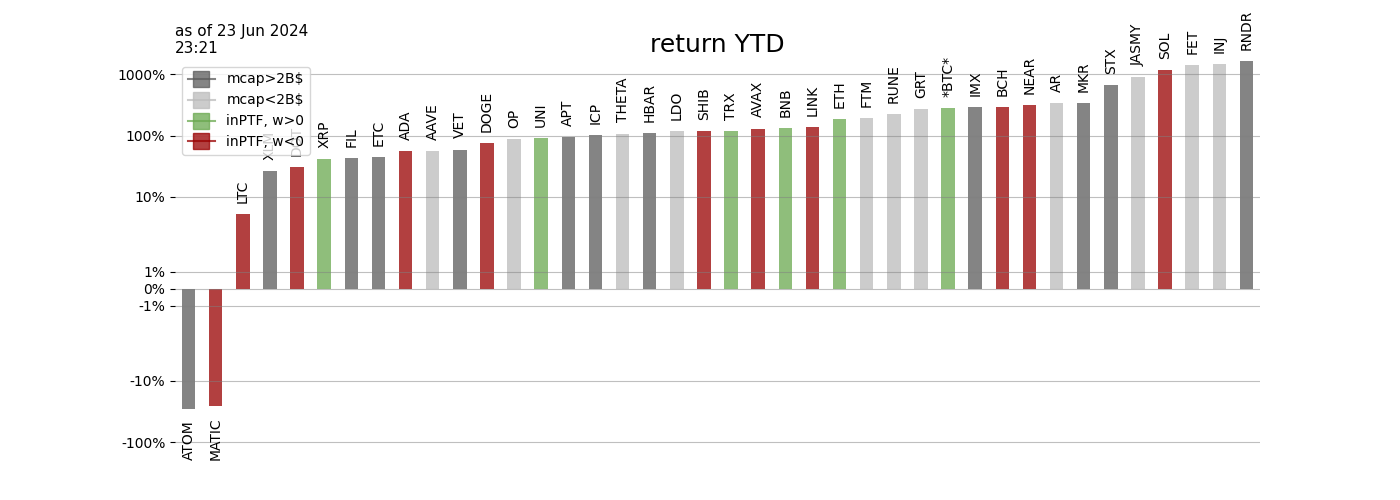 as of 23 Jun 2024
23:21
return YTD
1000%
100%
10%
1%
0%
-1%
-10%
-100%
mcap>2B$
mcap<2B$
inPTF, w>0
inPTF, w<0
ATOM
MATIC
LTC
XRP
FIL
ETC
ADA
AAVE
VET
DOGE
OP
UNI
APT
ICP
THETA
HBAR
LDO
SHIB
TRX
AVAX
BNB
LINK
ETH
FTM
RUNE
GRT
*BTC*
IMX
BCH
NEAR
AR
MKR
STX
JASMY
SOL
FET
INJ
RNDR